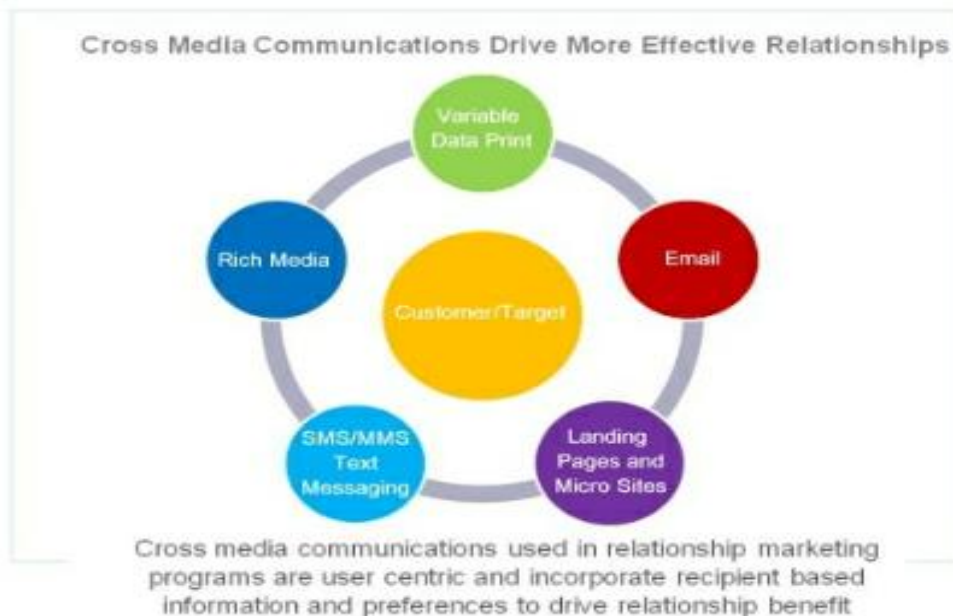 Cross Media Communications Drive More Effective Relationships
Variable
Data Print
Rich Media
Email
Customer/Target
SMS/MMS
Text
Messaging
Landing
Pages and
Micro Sites
Cross media communications used in relationship marketing
programs are user centric and incorporate recipient based
information and preferences to drive relationship benefit